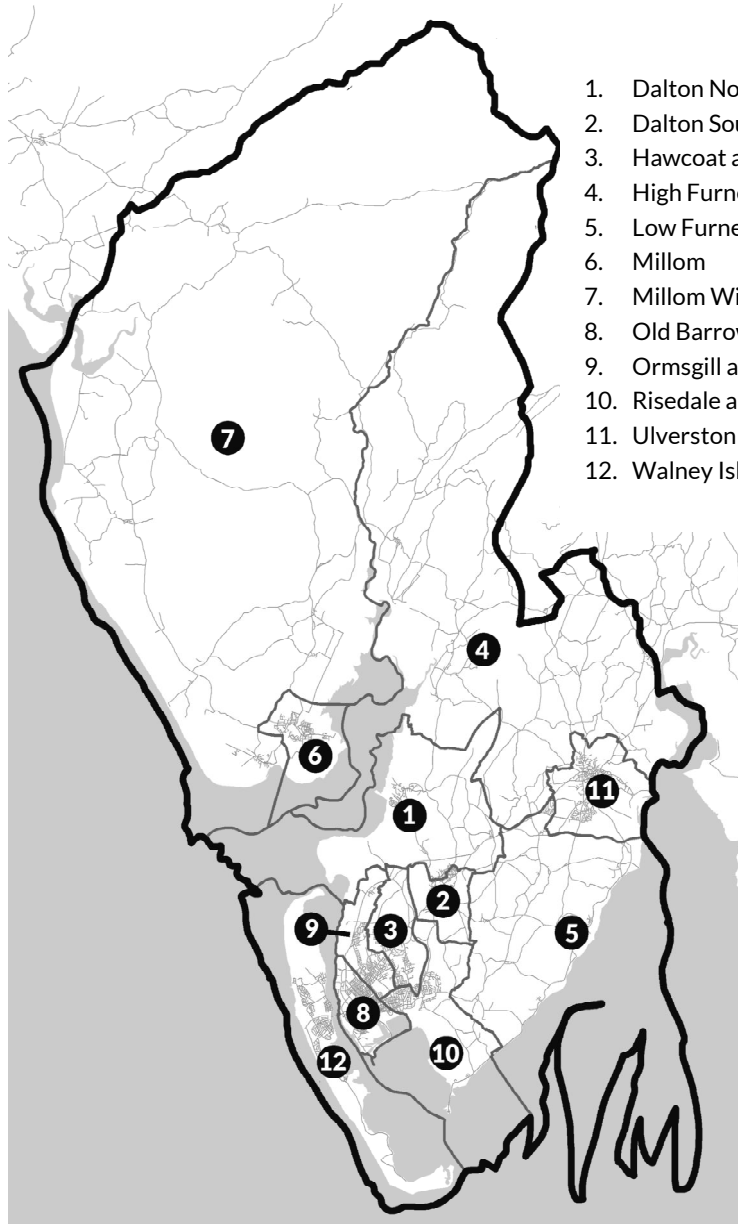 1. Dalton No
2. Dalton Sou
3. Hawcoat a
4. High Furne
5. Low Furne
6. Millom
7. Millom Wi
8. Old Barrow
9. Ormsgill a
10. Risedale a
11. Ulverston
12. Walney Isl
7
4
6
11
1
2
9
3
5
8
10
12